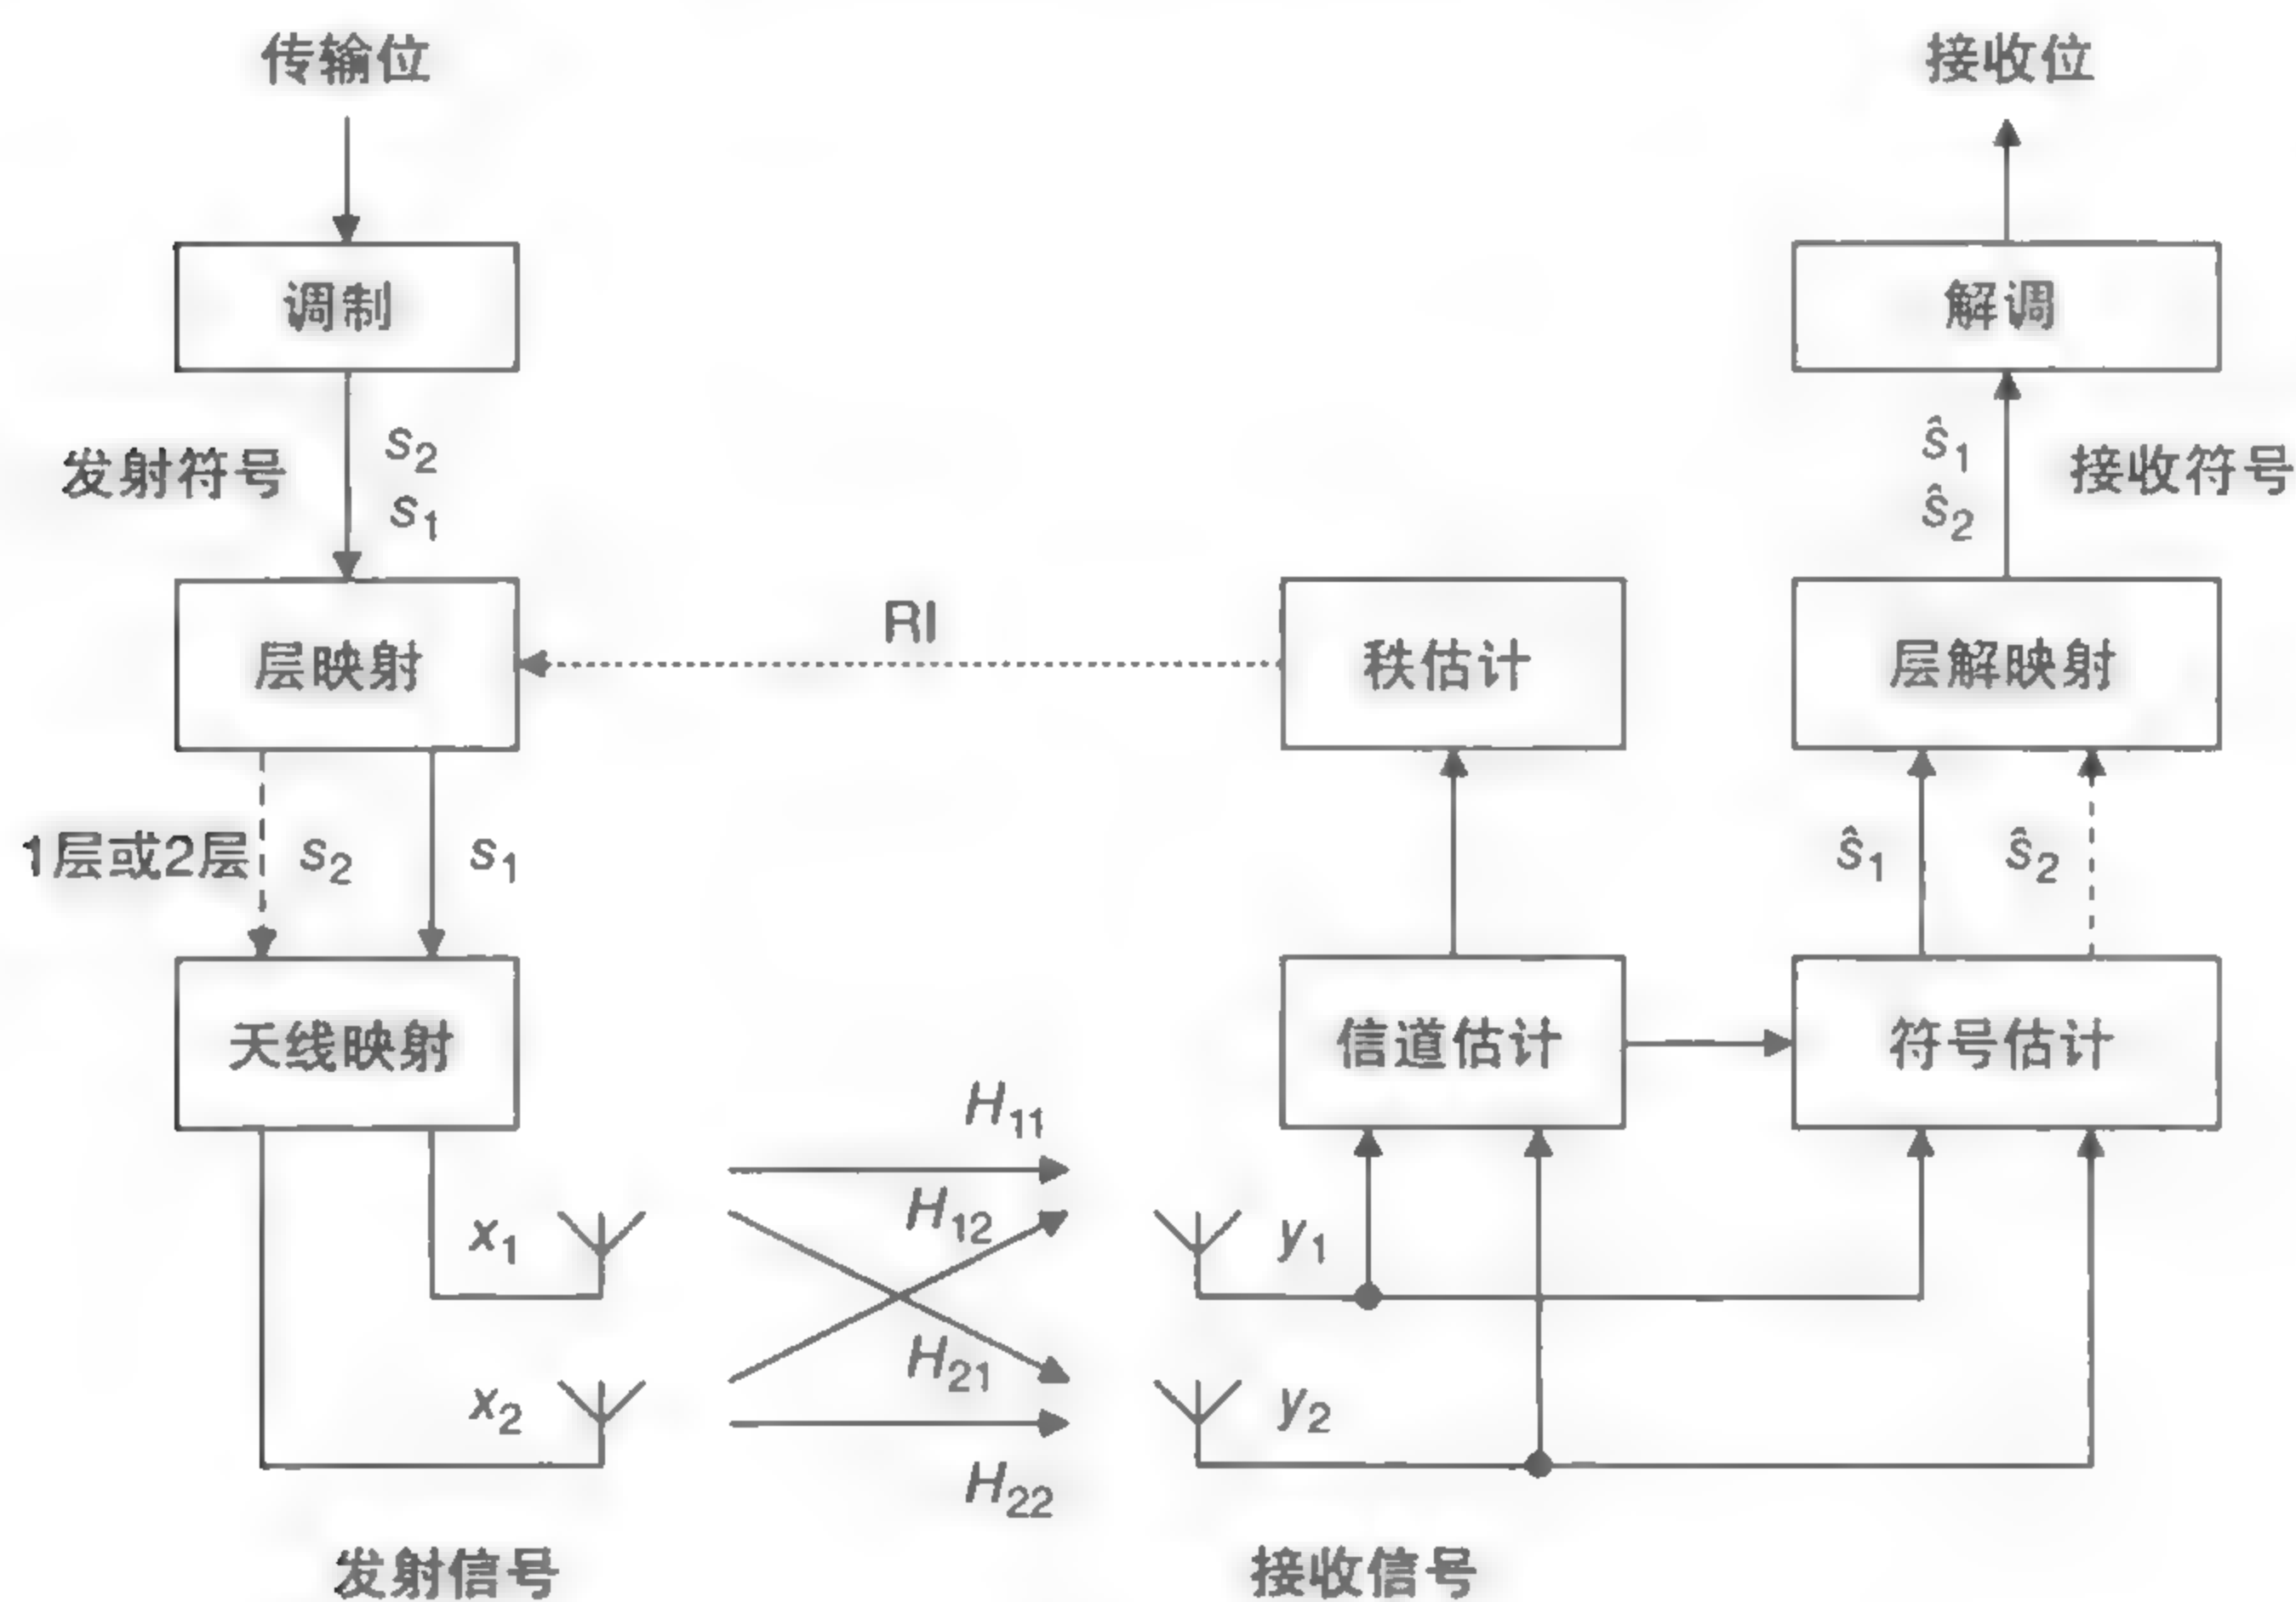 传输位
接收位
调制
解调
发射符号
s2
s1
ŝ1
ŝ2
接收符号
层映射
RI
秩估计
层解映射
1层或2层
s2
s1
ŝ1
ŝ2
天线映射
信道估计
符号估计
H11
H12
x1
y1
H21
x2
y2
H22
发射信号
接收信号